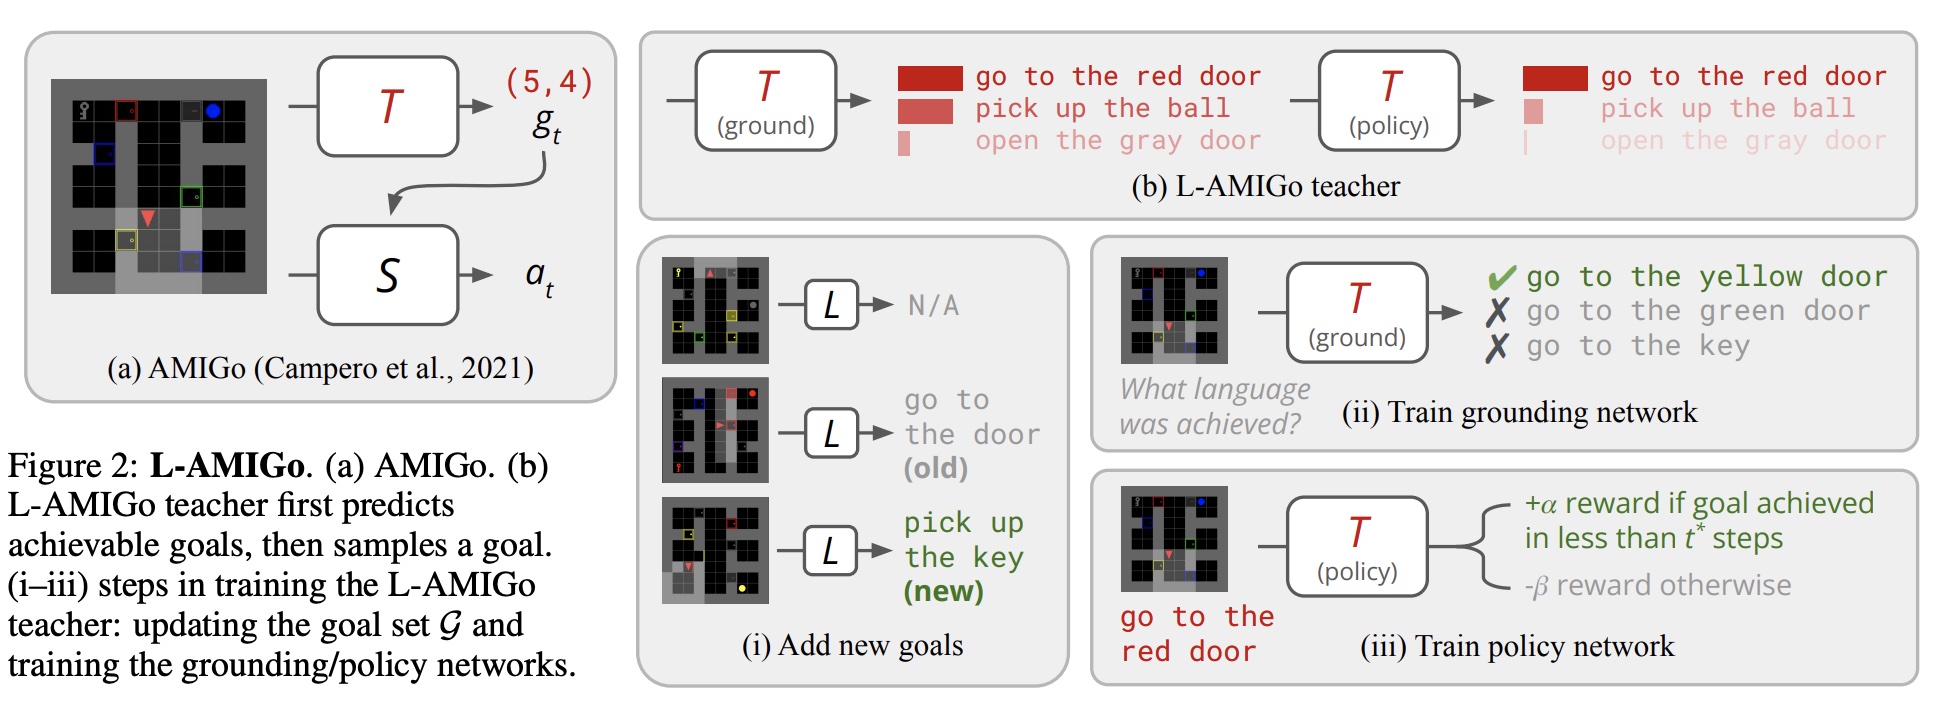 T
(5,4)
g_t
S
a_t
(a) AMIGo (Campero et al., 2021)
T
(ground)
go to the red door
pick up the ball
open the gray door
T
(policy)
go to the red door
pick up the ball
open the gray door
(b) L-AMIGo teacher
Figure 2: L-AMIGo. (a) AMIGo. (b)
L-AMIGo teacher first predicts
achievable goals, then samples a goal.
(i–iii) steps in training the L-AMIGo
teacher: updating the goal set 𝒢 and
training the grounding/policy networks.
L
N/A
L
go to
the door
(old)
L
pick up
the key
(new)
(i) Add new goals
What language
was achieved?
T
(ground)
✔ go to the yellow door
✗ go to the green door
✗ go to the key
(ii) Train grounding network
go to the
red door
T
(policy)
+α reward if goal achieved
in less than t* steps
-β reward otherwise
(iii) Train policy network